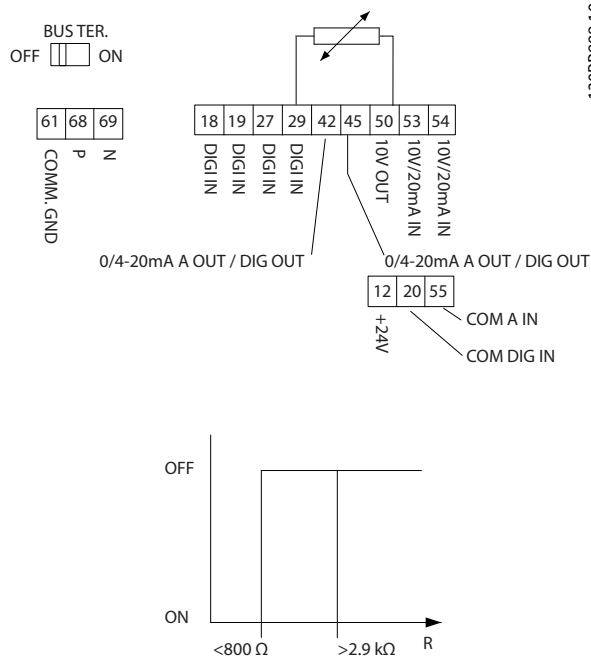 BUS TER.
OFF ON
61 68 69
COMM. GND
P
N
18 19 27 29 42 45 50 53 54
DIGI IN
DIGI IN
DIGI IN
DIGI IN
10V OUT
10V/20mA IN
10V/20mA IN
0/4-20mA A OUT / DIG OUT
0/4-20mA A OUT / DIG OUT
12 20 55
+24V
COM A IN
COM DIG IN
OFF
ON
<800 Ω >2.9 kΩ R